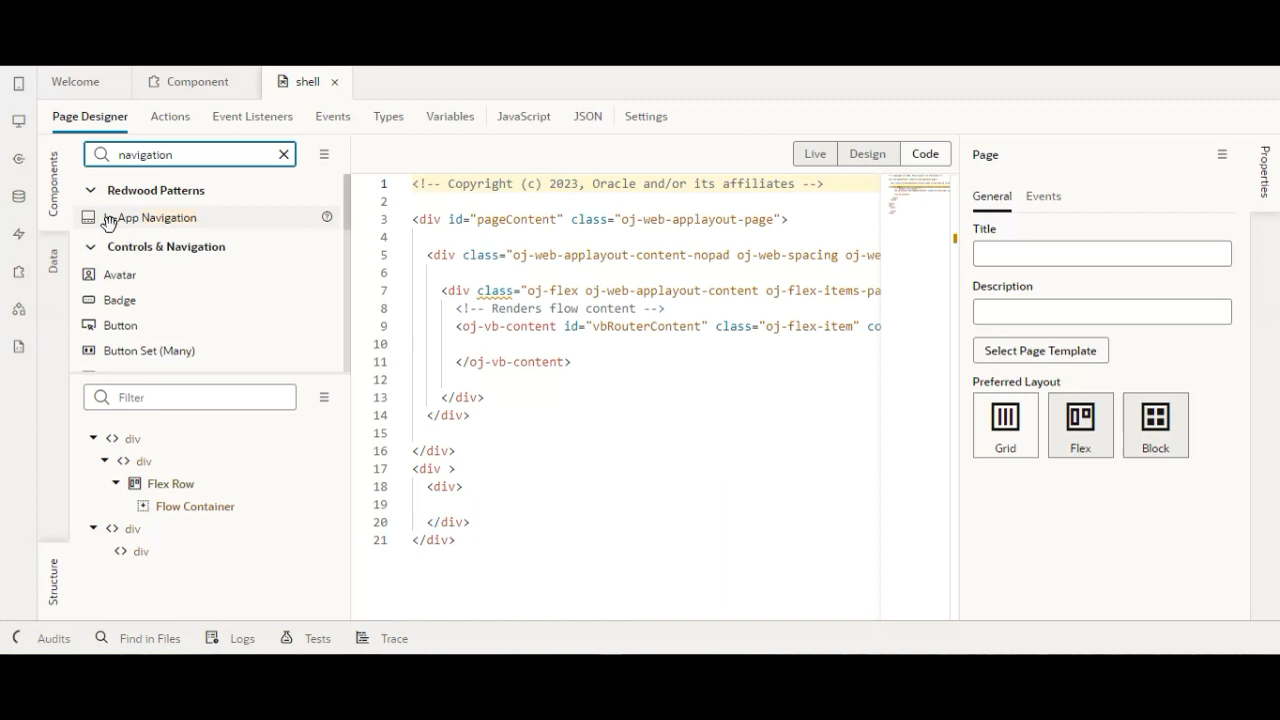 Welcome
Component
shell
Page Designer
Actions
Event Listeners
Events
Types
Variables
JavaScript
JSON
Settings
Components
Data
Structure
navigation
Redwood Patterns
App Navigation
Controls & Navigation
Avatar
Badge
Button
Button Set (Many)
Filter
<> div
<> div
Flex Row
Flow Container
<> div
<> div
Live
Design
Code
1 <!-- Copyright (c) 2023, Oracle and/or its affiliates -->
2
3 <div id="pageContent" class="oj-web-applayout-page">
4
5 <div class="oj-web-applayout-content-nopad oj-web-spacing oj-we
6
7 <div class="oj-flex oj-web-applayout-content oj-flex-items-pa
8 <!-- Renders flow content -->
9 <oj-vb-content id="vbRouterContent" class="oj-flex-item" co
10
11 </oj-vb-content>
12
13 </div>
14 </div>
15
16 </div>
17 <div >
18 <div>
19
20 </div>
21 </div>
Page
General
Events
Title
Description
Select Page Template
Preferred Layout
Grid
Flex
Block
Properties
Audits
Find in Files
Logs
Tests
Trace